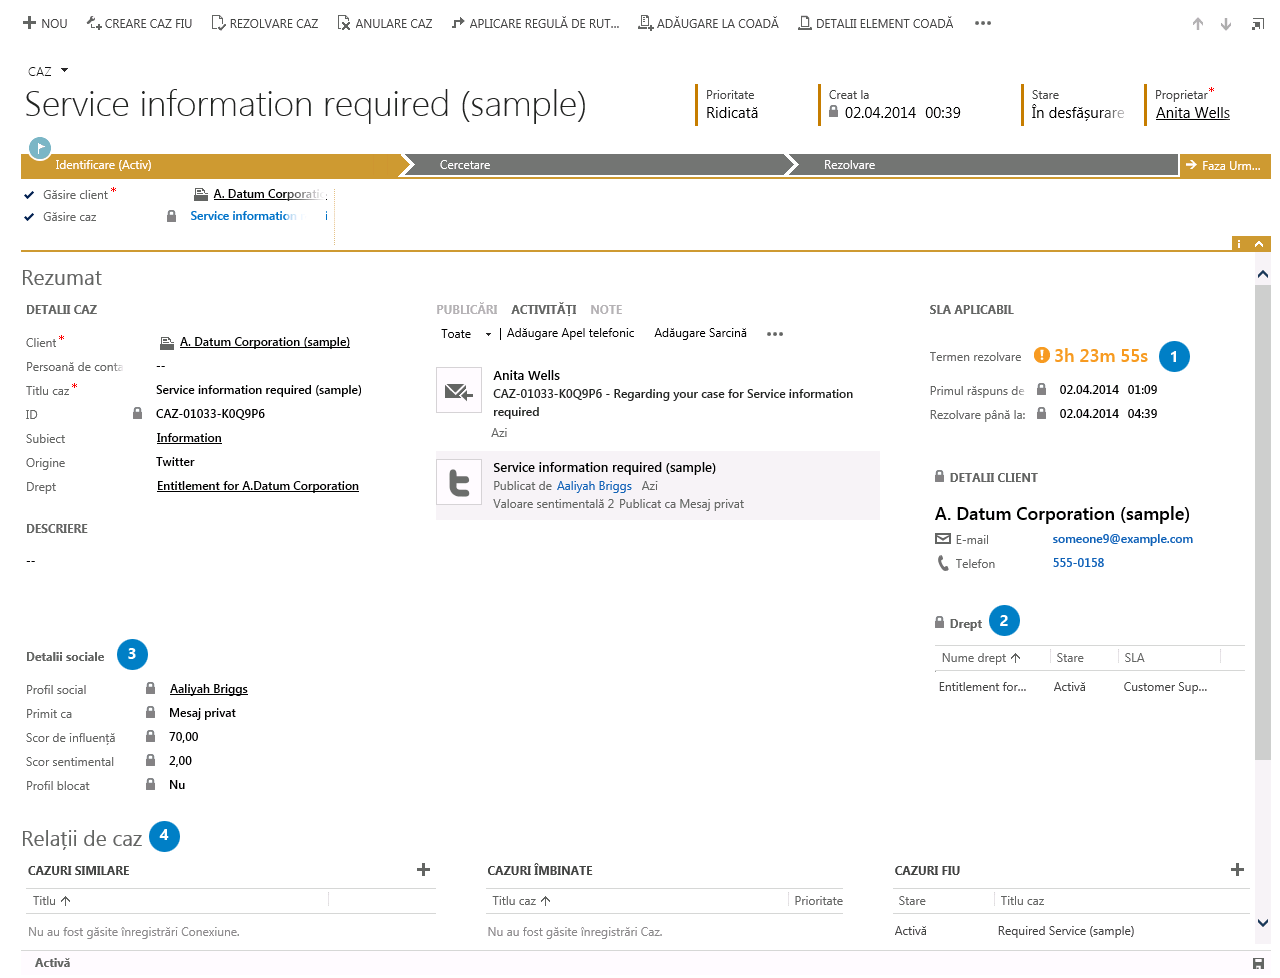 NOU CREARE CAZ FIU REZOLVARE CAZ ANULARE CAZ APLICARE REGULĂ DE RUT... ADĂUGARE LA COADĂ DETALII ELEMENT COADĂ •••
CAZ
Service information required (sample)
Prioritate
Ridicată
Creat la
02.04.2014 00:39
Stare
În desfășurare
Proprietar*
Anita Wells
Identificare (Activ) Cercetare Rezolvare Faza Urm...
Găsire client* A. Datum Corporatic
Găsire caz Service information
Rezumat
DETALII CAZ
Client* A. Datum Corporation (sample)
Persoană de conta --
Titlu caz* Service information required (sample)
ID CAZ-01033-K0Q9P6
Subiect Information
Origine Twitter
Drept Entitlement for A.Datum Corporation
DESCRIERE
--
Detalii sociale 3
Profil social Aaliyah Briggs
Primit ca Mesaj privat
Scor de influență 70,00
Scor sentimental 2,00
Profil blocat Nu
PUBLICĂRI ACTIVITĂȚI NOTE
Toate | Adăugare Apel telefonic Adăugare Sarcină •••
Anita Wells
CAZ-01033-K0Q9P6 - Regarding your case for Service information
required
Azi
Service information required (sample)
Publicat de Aaliyah Briggs Azi
Valoare sentimentală 2 Publicat ca Mesaj privat
SLA APLICABIL
Termen rezolvare 3h 23m 55s 1
Primul răspuns de 02.04.2014 01:09
Rezolvare până la: 02.04.2014 04:39
DETALII CLIENT
A. Datum Corporation (sample)
E-mail someone9@example.com
Telefon 555-0158
Drept 2
Nume drept Stare SLA
Entitlement for... Activă Customer Sup...
Relații de caz 4
CAZURI SIMILARE
Titlu
Nu au fost găsite înregistrări Conexiune.
CAZURI ÎMBINATE
Titlu caz Prioritate
Nu au fost găsite înregistrări Caz.
CAZURI FIU
Stare Titlu caz
Activă Required Service (sample)
Activă